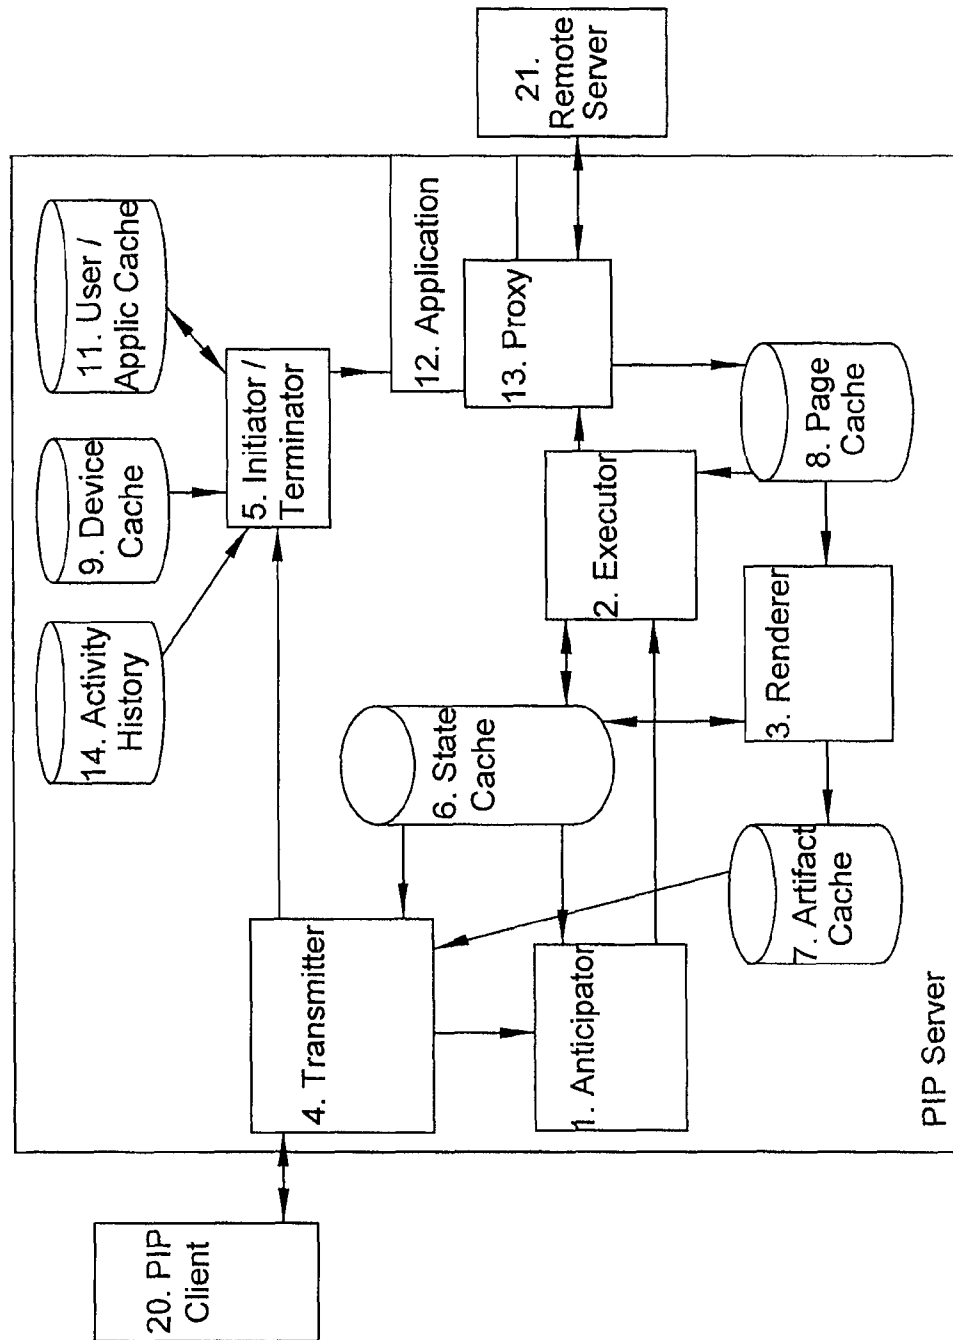 14. Activity
History
9. Device
Cache
11. User /
Applic Cache
5. Initiator /
Terminator
20. PIP
Client
4. Transmitter
6. State
Cache
12. Application
13. Proxy
21.
Remote
Server
1. Anticipator
2. Executor
7. Artifact
Cache
3. Renderer
8. Page
Cache
PIP Server